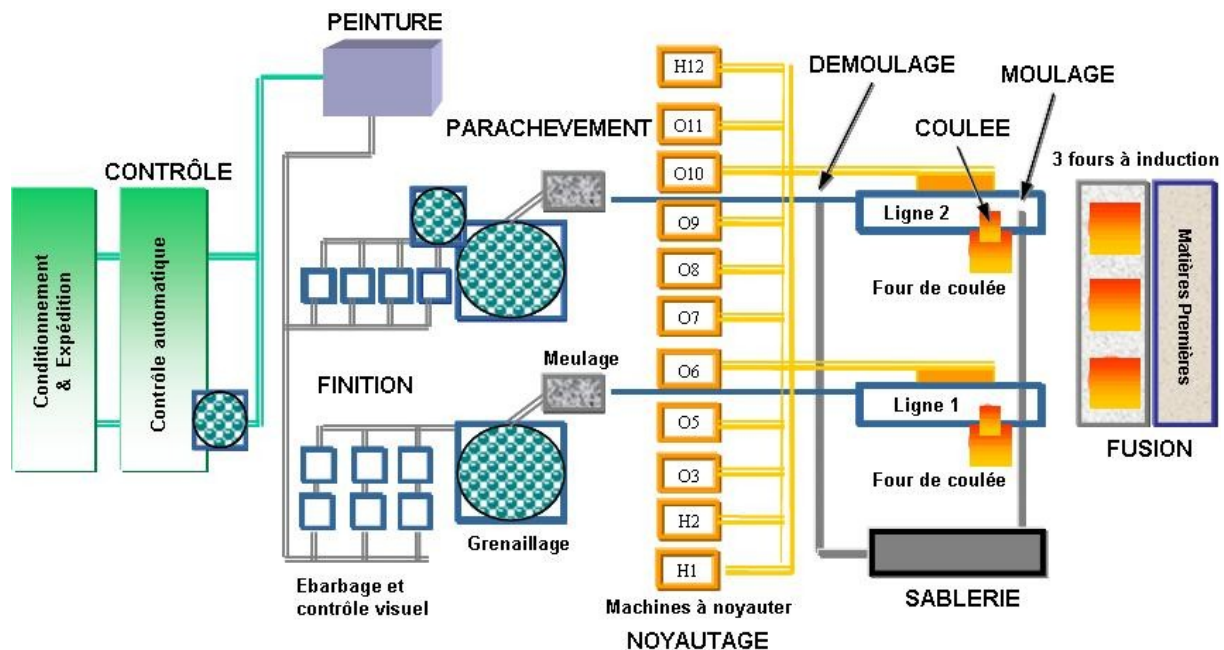 PEINTURE
H12
DEMOULAGE
MOULAGE
PARACHEVEMENT
O11
COULEE
CONTRÔLE
O10
3 fours à induction
Ligne 2
O9
Conditionnement
& Expédition
Contrôle automatique
O8
Four de coulée
Matières Premières
O7
Meulage
O6
FINITION
Ligne 1
O5
FUSION
O3
Four de coulée
H2
Grenaillage
H1
Ebarbage et
contrôle visuel
SABLERIE
Machines à noyauter
NOYAUTAGE